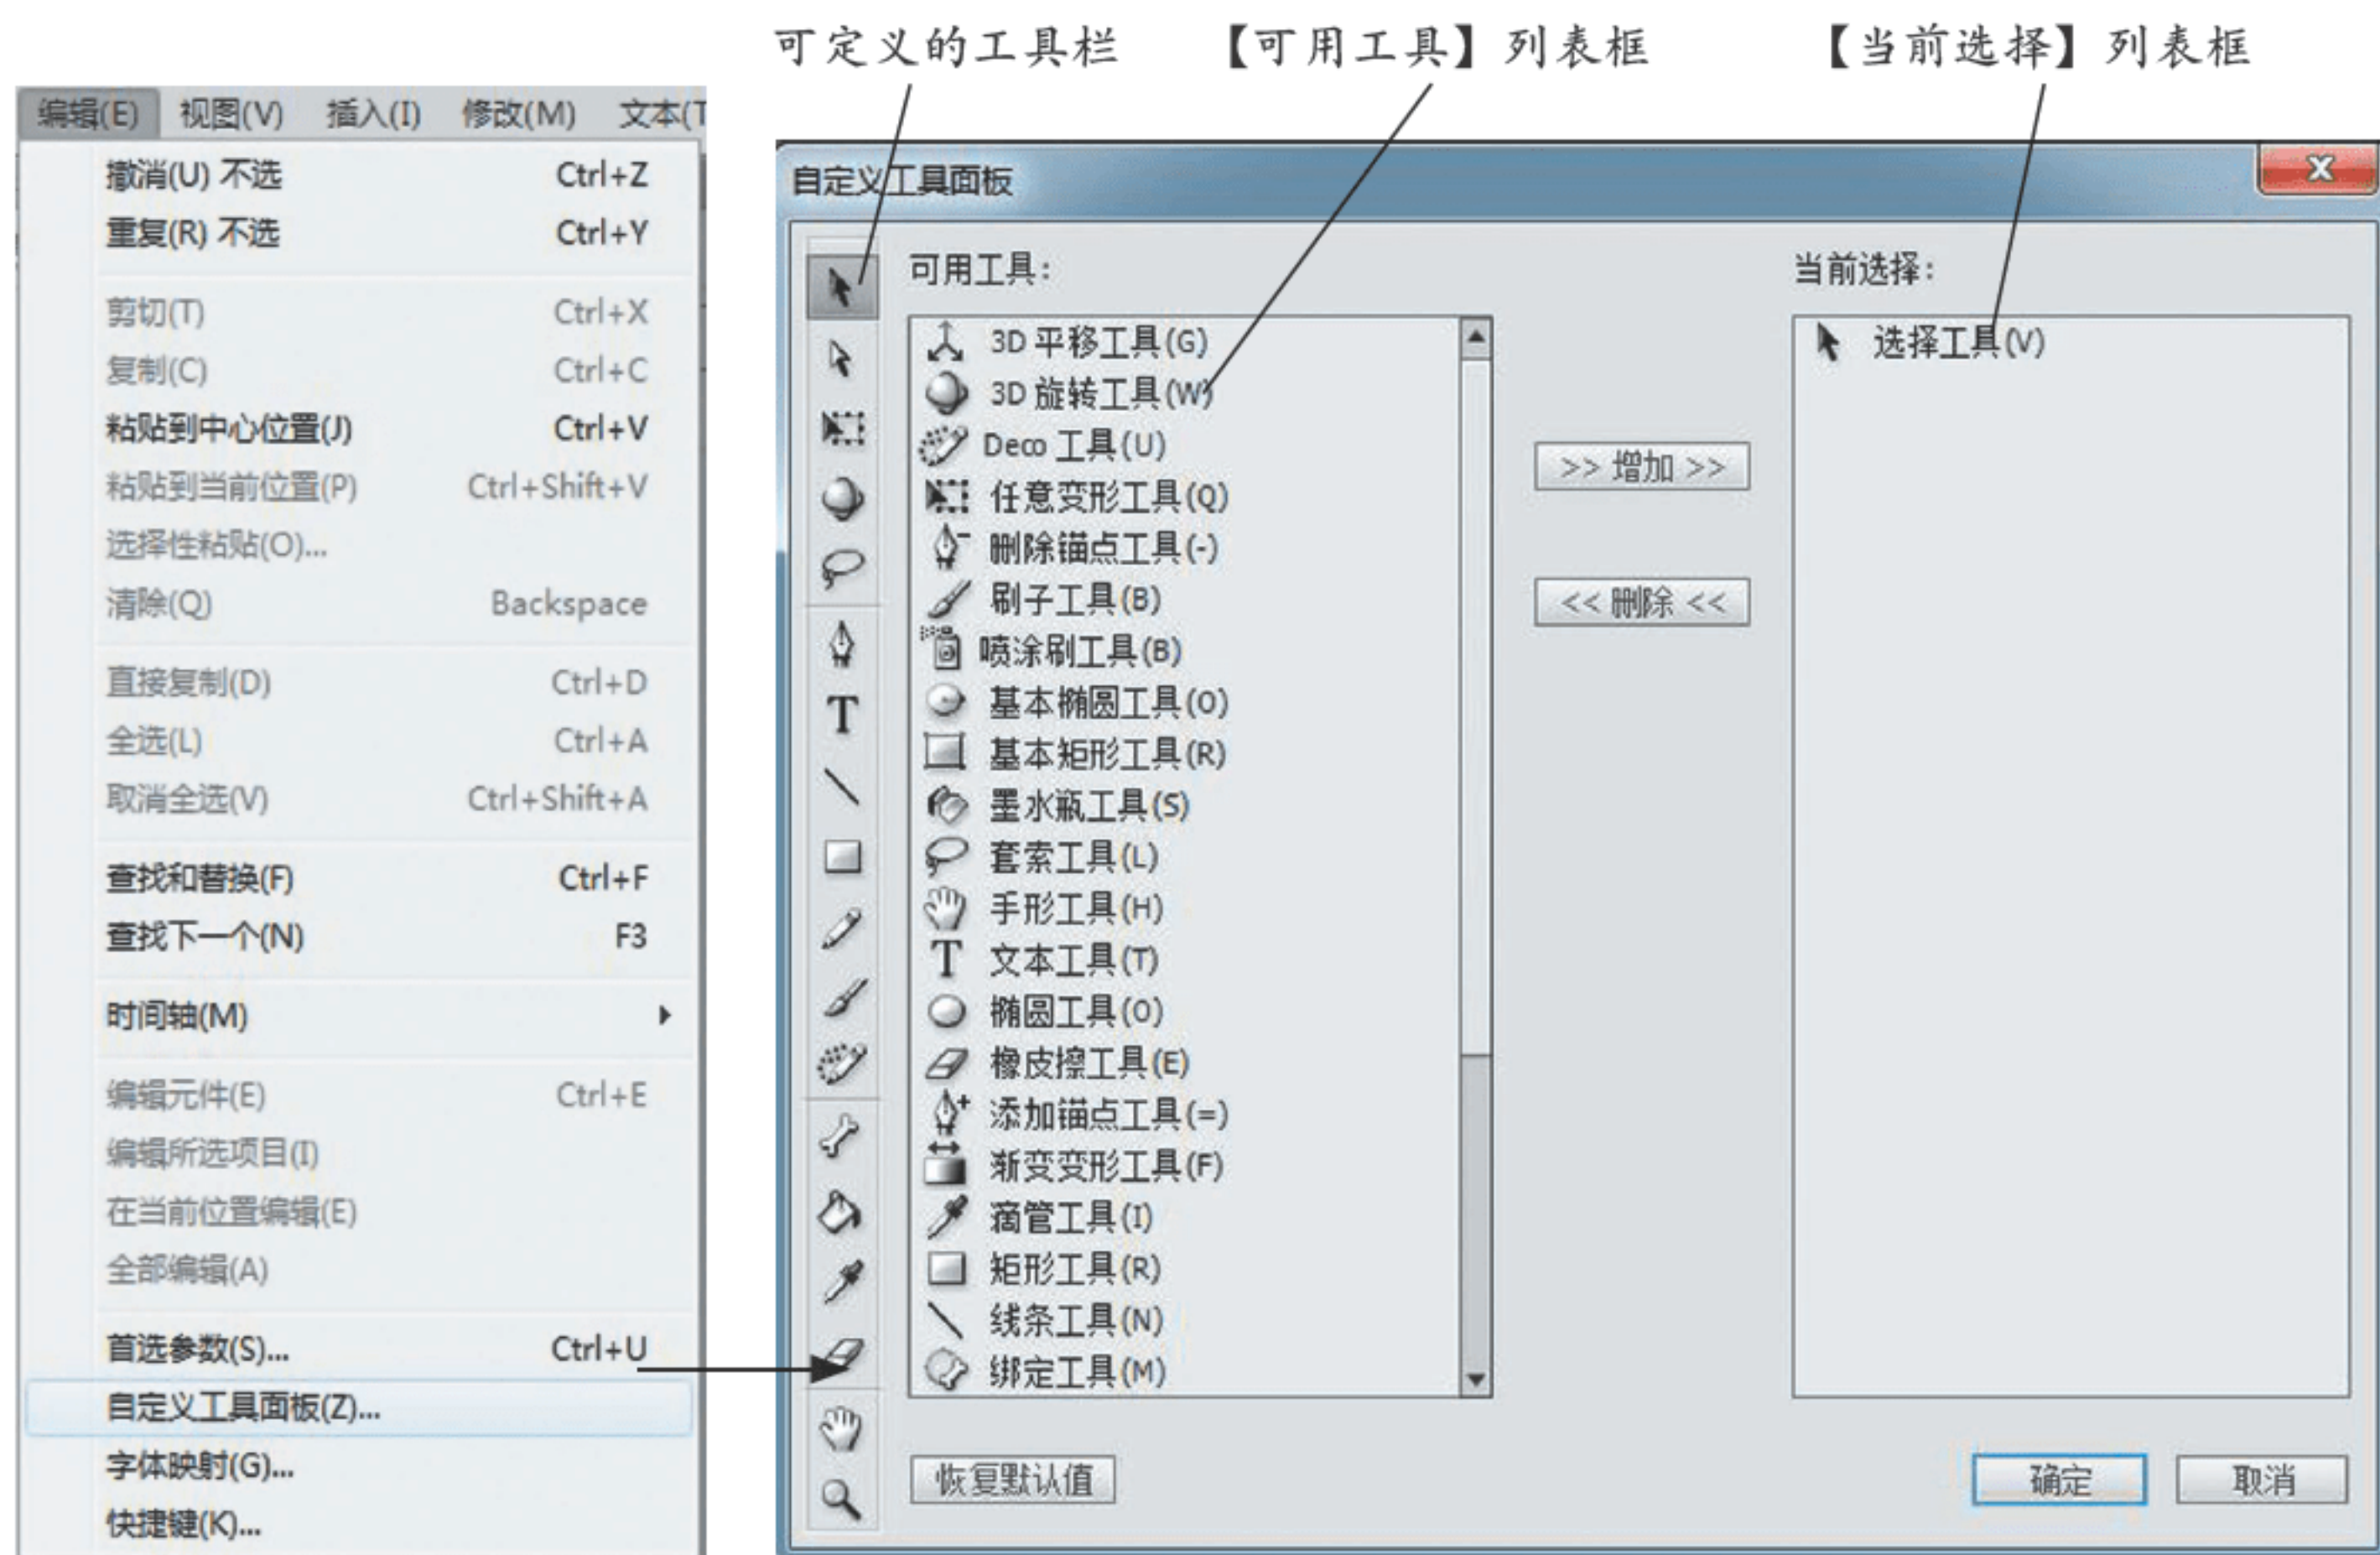 可定义的工具栏 【可用工具】列表框 【当前选择】列表框
编辑(E) 视图(V) 插入(I) 修改(M) 文本(T
撤消(U) 不选 Ctrl+Z
重复(R) 不选 Ctrl+Y
剪切(T) Ctrl+X
复制(C) Ctrl+C
粘贴到中心位置(J) Ctrl+V
粘贴到当前位置(P) Ctrl+Shift+V
选择性粘贴(O)...
清除(Q) Backspace
直接复制(D) Ctrl+D
全选(L) Ctrl+A
取消全选(V) Ctrl+Shift+A
查找和替换(F) Ctrl+F
查找下一个(N) F3
时间轴(M)
编辑元件(E) Ctrl+E
编辑所选项目(I)
在当前位置编辑(E)
全部编辑(A)
首选参数(S)... Ctrl+U
自定义工具面板(Z)...
字体映射(G)...
快捷键(K)...
自定义工具面板
可用工具：
3D 平移工具(G)
3D 旋转工具(W)
Deco 工具(U)
任意变形工具(Q)
删除锚点工具(-)
刷子工具(B)
喷涂刷工具(B)
基本椭圆工具(O)
基本矩形工具(R)
墨水瓶工具(S)
套索工具(L)
手形工具(H)
文本工具(T)
椭圆工具(O)
橡皮擦工具(E)
添加锚点工具(=)
渐变变形工具(F)
滴管工具(I)
矩形工具(R)
线条工具(N)
绑定工具(M)
>> 增加 >>
<< 删除 <<
当前选择：
选择工具(V)
恢复默认值
确定 取消